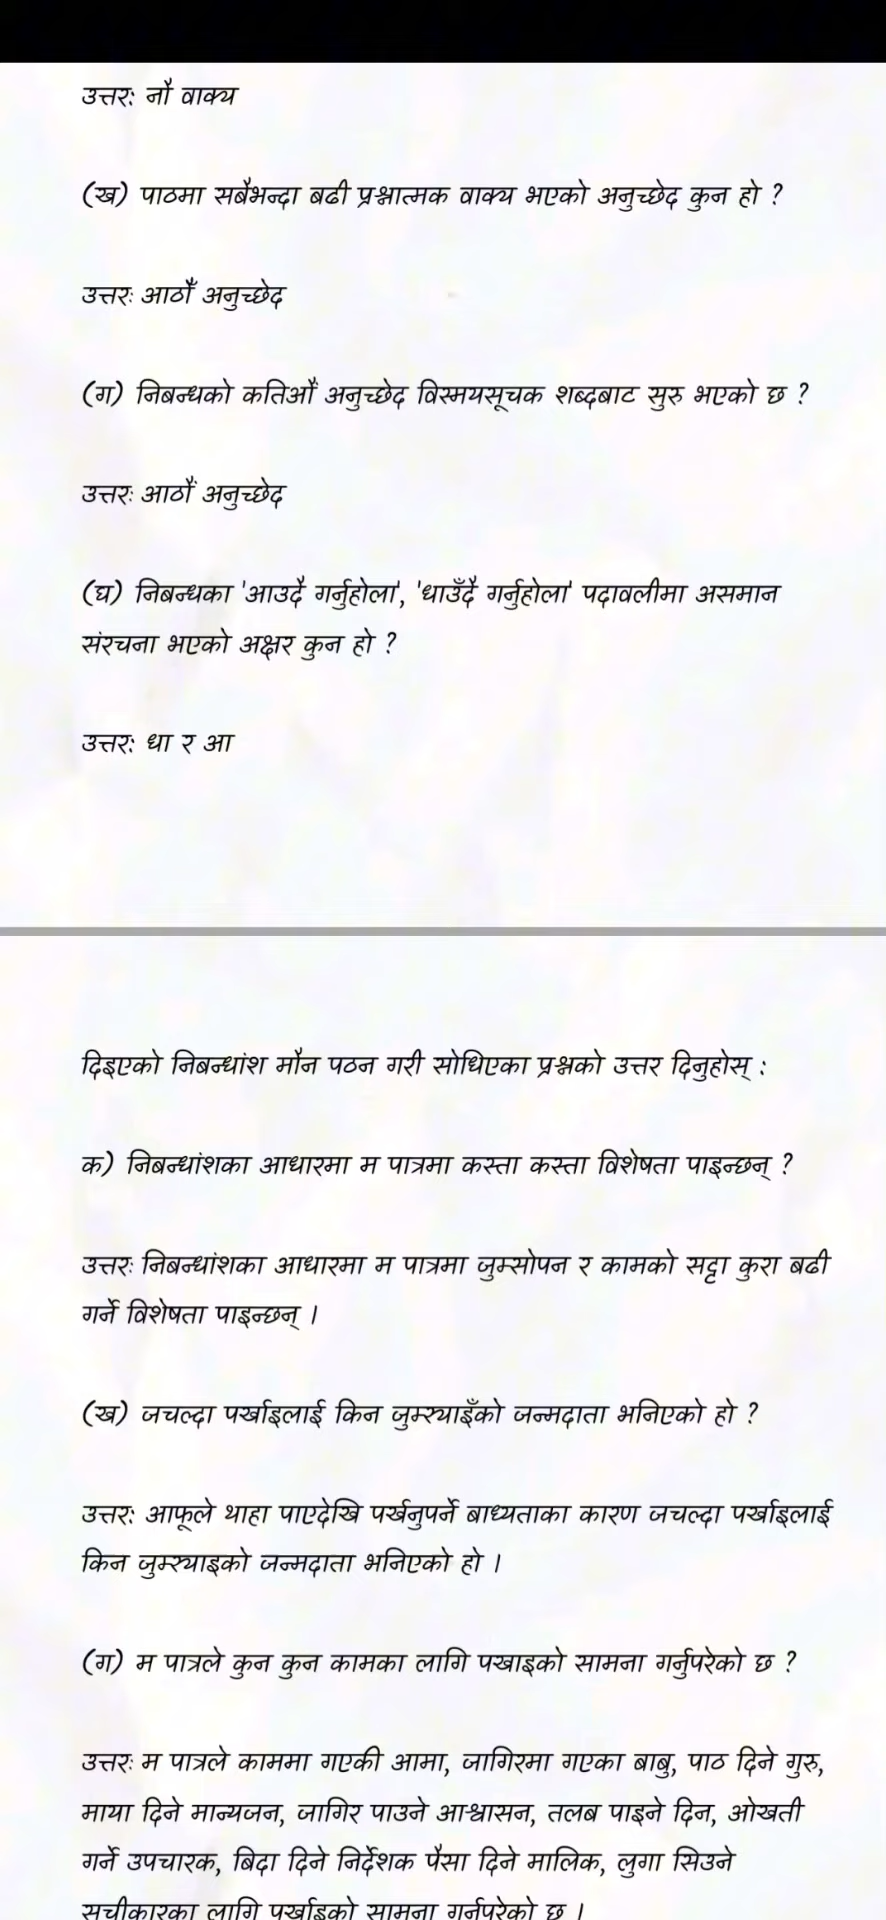 उत्तर: नौ वाक्य
(ख) पाठमा सबैभन्दा बढी प्रश्नात्मक वाक्य भएको अनुच्छेद कुन हो ?
उत्तर: आठौँ अनुच्छेद
(ग) निबन्धको कतिऔँ अनुच्छेद विस्मयसूचक शब्दबाट सुरु भएको छ ?
उत्तर: आठौँ अनुच्छेद
(घ) निबन्धका 'आउदै गर्नुहोला', 'धाउँदै गर्नुहोला' पदावलीमा असमान
संरचना भएको अक्षर कुन हो ?
उत्तर: धा र आ
दिइएको निबन्धांश मौन पठन गरी सोधिएका प्रश्नको उत्तर दिनुहोस् :
क) निबन्धांशका आधारमा म पात्रमा कस्ता कस्ता विशेषता पाइन्छन् ?
उत्तर: निबन्धांशका आधारमा म पात्रमा जुम्सोपन र कामको सट्टा कुरा बढी
गर्ने विशेषता पाइन्छन् ।
(ख) जचल्दा पर्खाइलाई किन जुम्स्याइँको जन्मदाता भनिएको हो ?
उत्तर: आफूले थाहा पाएदेखि पर्खनुपर्ने बाध्यताका कारण जचल्दा पर्खाइलाई
किन जुम्स्याइको जन्मदाता भनिएको हो ।
(ग) म पात्रले कुन कुन कामका लागि पखाइको सामना गर्नुपरेको छ ?
उत्तर: म पात्रले काममा गएकी आमा, जागिरमा गएका बाबु, पाठ दिने गुरु,
माया दिने मान्यजन, जागिर पाउने आश्वासन, तलब पाइने दिन, ओखती
गर्ने उपचारक, बिदा दिने निर्देशक पैसा दिने मालिक, लुगा सिउने
सूचीकारका लागि पर्खाइको सामना गर्नुपरेको छ ।